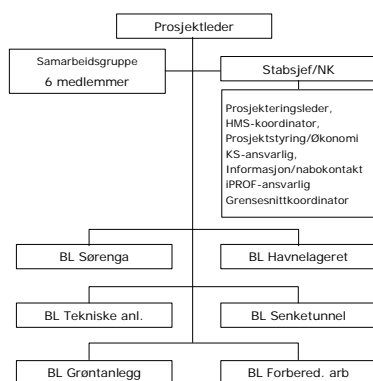 Prosjektleder
Samarbeidsgruppe
6 medlemmer
Stabsjef/NK
Prosjekteringsleder,
HMS-koordinator,
Prosjektstyring/Økonomi
KS-ansvarlig,
Informasjon/nabokontakt
iPROF-ansvarlig
Grensesnittkoordinator
BL Sørenga
BL Havnelageret
BL Tekniske anl.
BL Senketunnel
BL Grøntanlegg
BL Forbered. arb